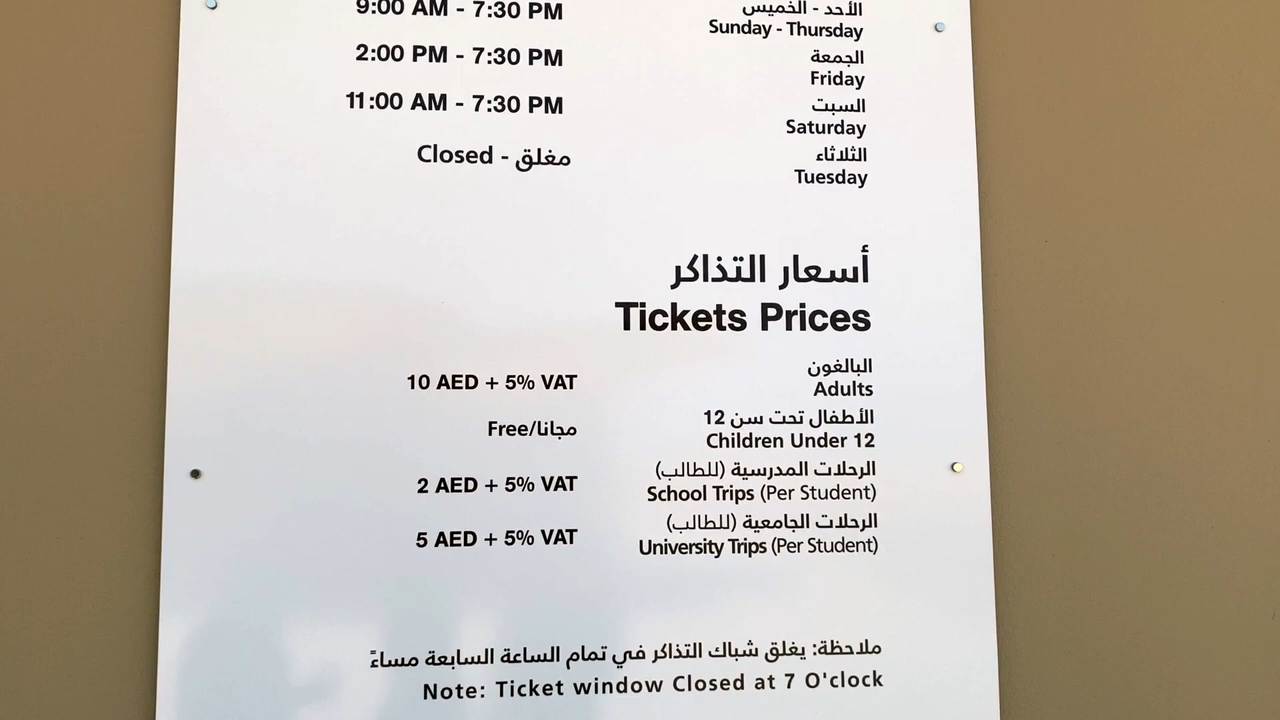 الأحد - الخميس
9:00 AM - 7:30 PM
Sunday - Thursday
الجمعة
2:00 PM - 7:30 PM
Friday
السبت
11:00 AM - 7:30 PM
Saturday
الثلاثاء
Closed - مغلق
Tuesday
أسعار التذاكر
Tickets Prices
البالغون
10 AED + 5% VAT
Adults
الأطفال تحت سن 12
Free/مجانا
Children Under 12
الرحلات المدرسية (للطالب)
2 AED + 5% VAT
School Trips (Per Student)
الرحلات الجامعية (للطالب)
5 AED + 5% VAT
University Trips (Per Student)
ملاحظة: يغلق شباك التذاكر في تمام الساعة السابعة مساءً
Note: Ticket window Closed at 7 O'clock